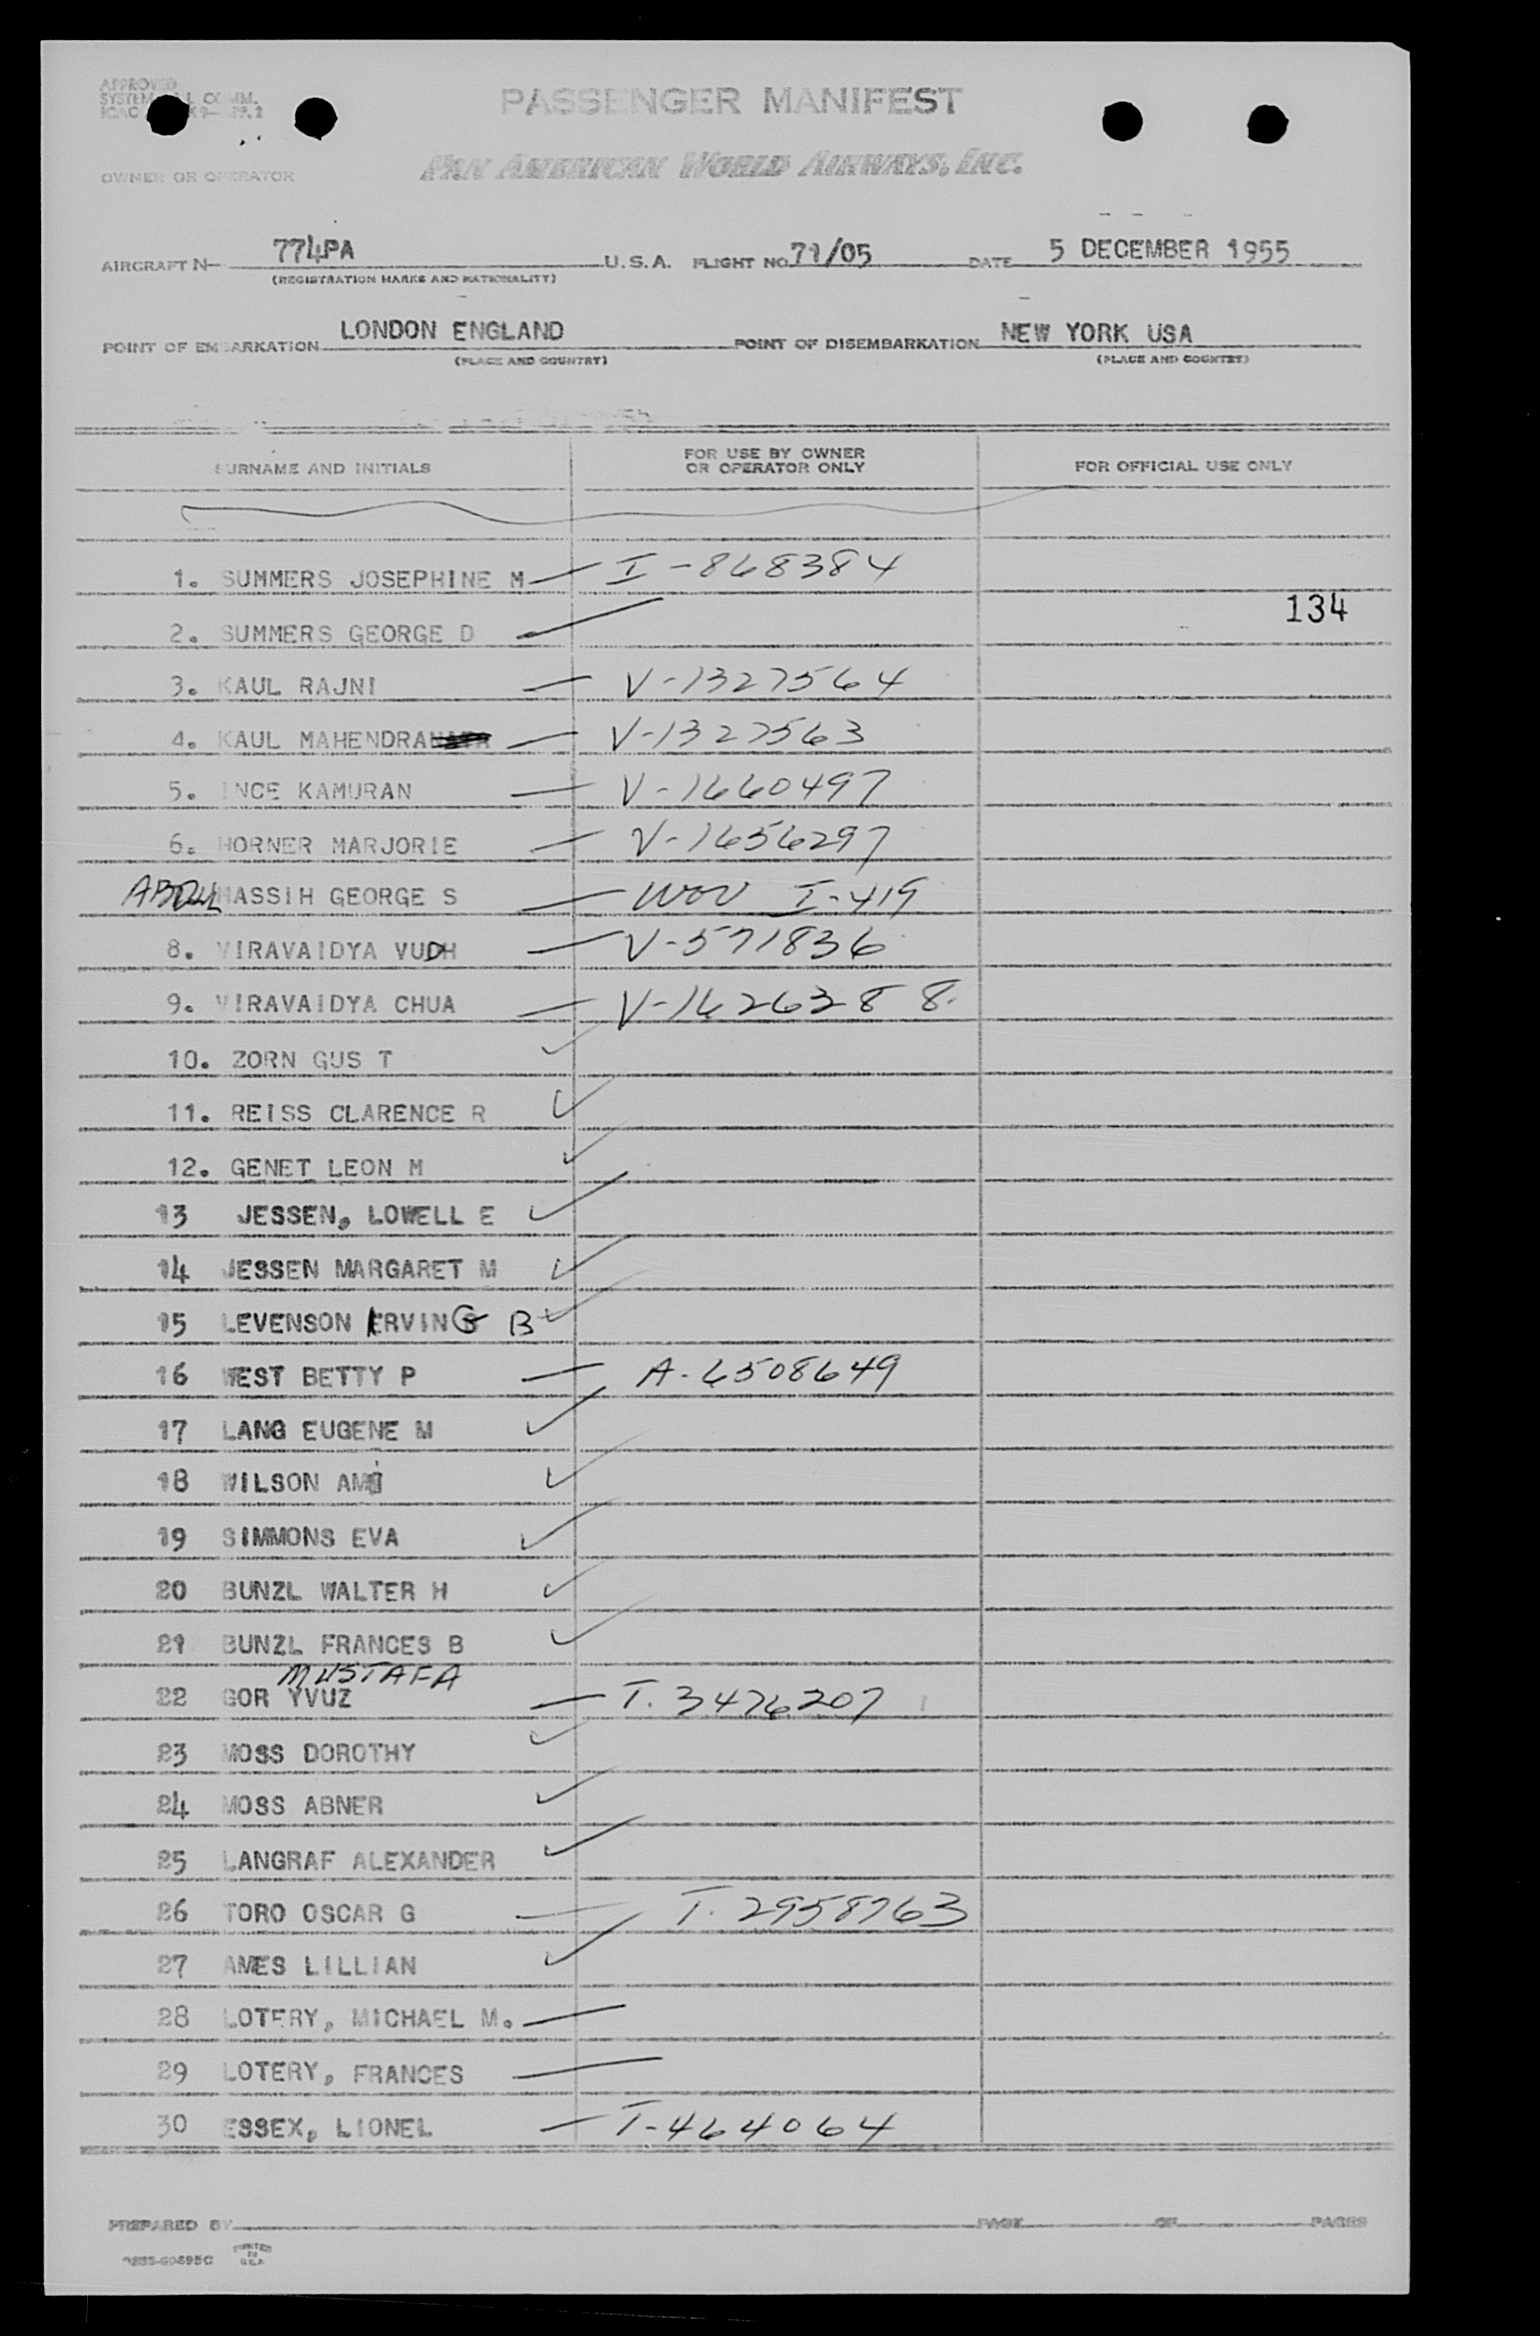 APPROVED
PASSENGER MANIFEST
PAN AMERICAN WORLD AIRWAYS, INC.
OWNER OR OPERATOR
AIRCRAFT N- 774PA U.S.A. FLIGHT NO. 71/05 DATE 5 DECEMBER 1955
(REGISTRATION MARKS AND NATIONALITY)
POINT OF EMBARKATION LONDON ENGLAND POINT OF DISEMBARKATION NEW YORK USA
(PLACE AND COUNTRY) (PLACE AND COUNTRY)
SURNAME AND INITIALS FOR USE BY OWNER OR OPERATOR ONLY FOR OFFICIAL USE ONLY
1. SUMMERS JOSEPHINE M I-868384
134
2. SUMMERS GEORGE D
3. KAUL RAJNI V-1327564
4. KAUL MAHENDRA V-1327563
5. INCE KAMURAN V-1660497
6. HORNER MARJORIE V-1656297
ABDUL MASSIH GEORGE S WOV I-419
8. VIRAVAIDYA VUDH V-571836
9. VIRAVAIDYA CHUA V-1626388
10. ZORN GUS T
11. REISS CLARENCE R
12. GENET LEON M
13 JESSEN, LOWELL E
14 JESSEN MARGARET M
15 LEVENSON IRVING B
16 WEST BETTY P A-6508649
17 LANG EUGENE M
18 WILSON AMI
19 SIMMONS EVA
20 BUNZL WALTER H
21 BUNZL FRANCES B
MUSTAFA
22 GOR YVUZ T. 3476207
23 MOSS DOROTHY
24 MOSS ABNER
25 LANGRAF ALEXANDER
26 TORO OSCAR G T. 2958763
27 AMES LILLIAN
28 LOTERY, MICHAEL M.
29 LOTERY, FRANCES
30 ESSEX, LIONEL T-464064
PREPARED BY PAGE OF PAGES
PRINTED IN U.S.A.